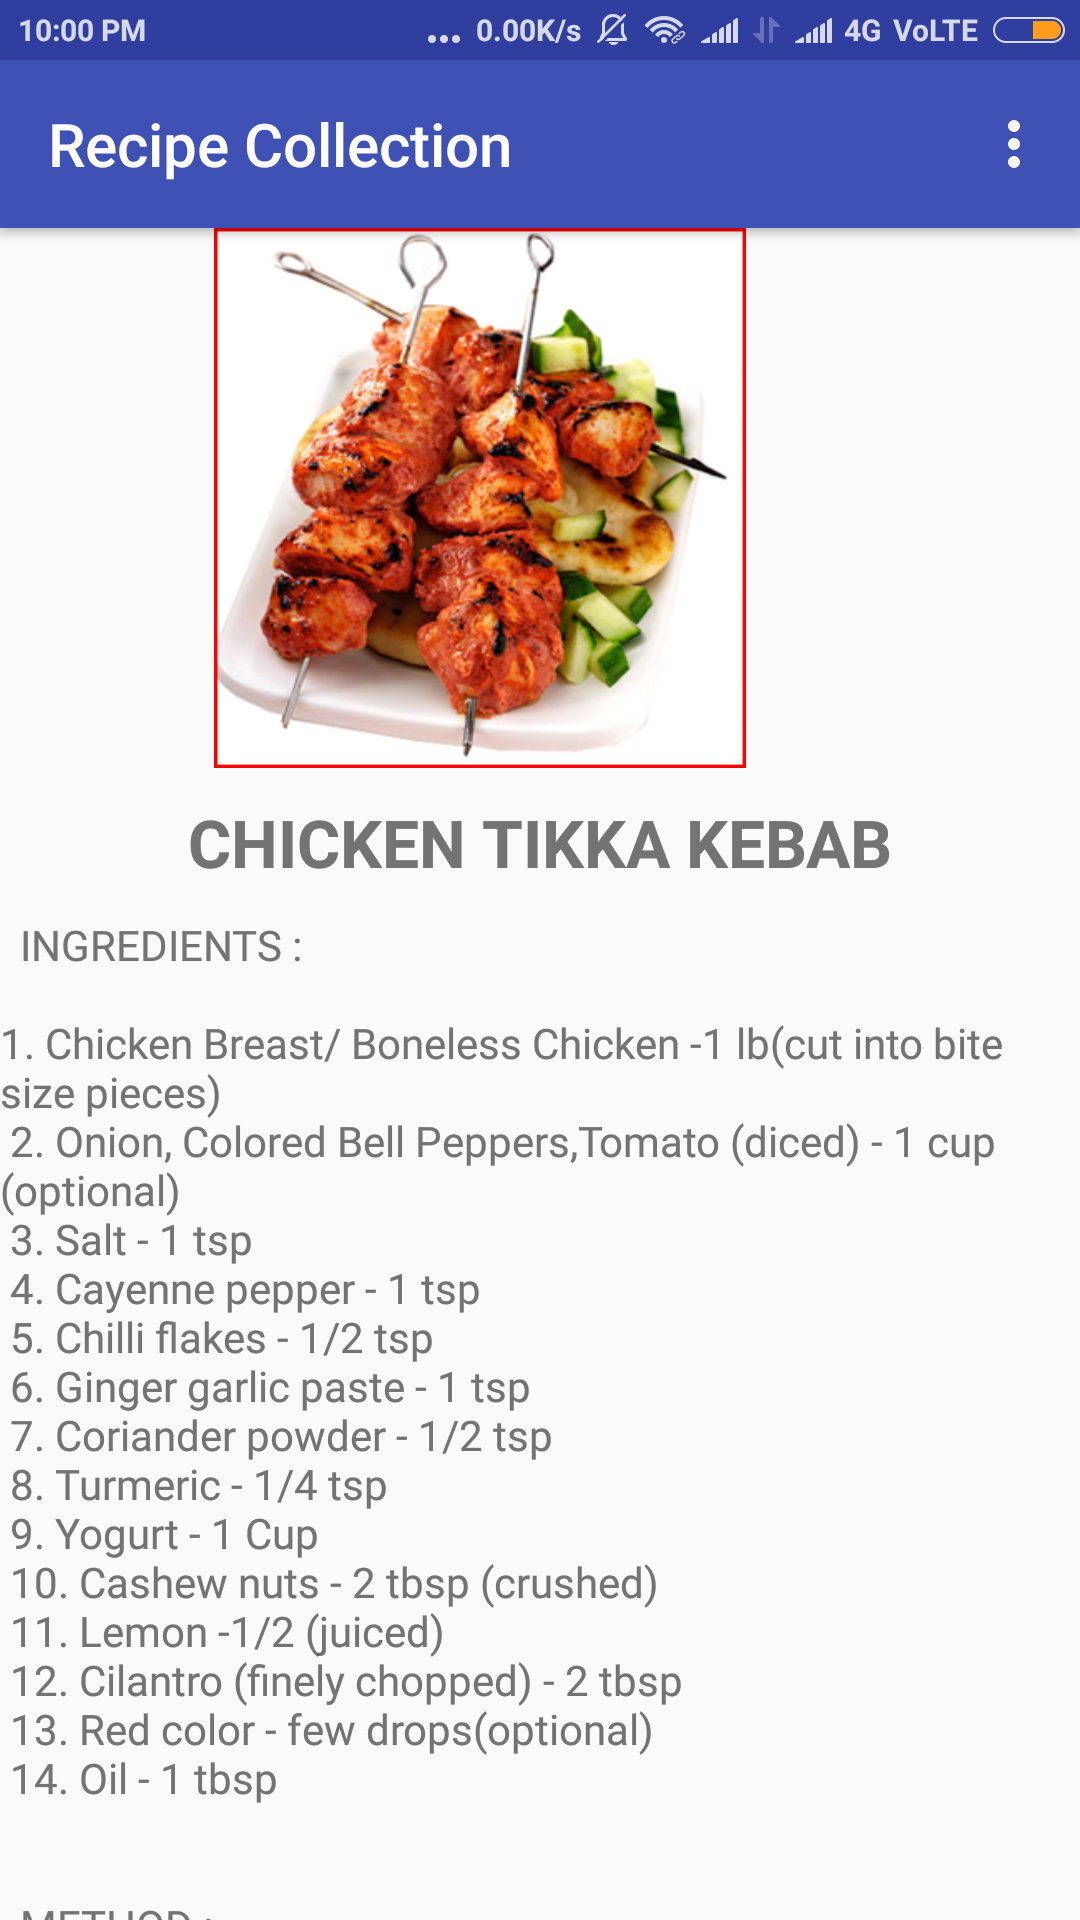 10:00 PM ... 0.00K/s 4G VoLTE
Recipe Collection
CHICKEN TIKKA KEBAB
INGREDIENTS :
1. Chicken Breast/ Boneless Chicken -1 lb(cut into bite
size pieces)
2. Onion, Colored Bell Peppers,Tomato (diced) - 1 cup
(optional)
3. Salt - 1 tsp
4. Cayenne pepper - 1 tsp
5. Chilli flakes - 1/2 tsp
6. Ginger garlic paste - 1 tsp
7. Coriander powder - 1/2 tsp
8. Turmeric - 1/4 tsp
9. Yogurt - 1 Cup
10. Cashew nuts - 2 tbsp (crushed)
11. Lemon -1/2 (juiced)
12. Cilantro (finely chopped) - 2 tbsp
13. Red color - few drops(optional)
14. Oil - 1 tbsp
METHOD :